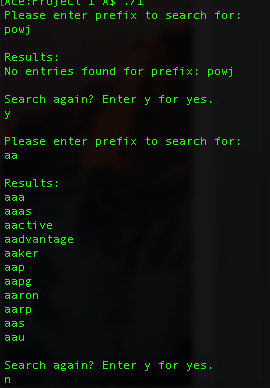 [Ace:Project 1 A$ ./1
Please enter prefix to search for:
powj
Results:
No entries found for prefix: powj
Search again? Enter y for yes.
y
Please enter prefix to search for:
aa
Results:
aaa
aaas
aactive
aadvantage
aaker
aap
aapg
aaron
aarp
aas
aau
Search again? Enter y for yes.
n